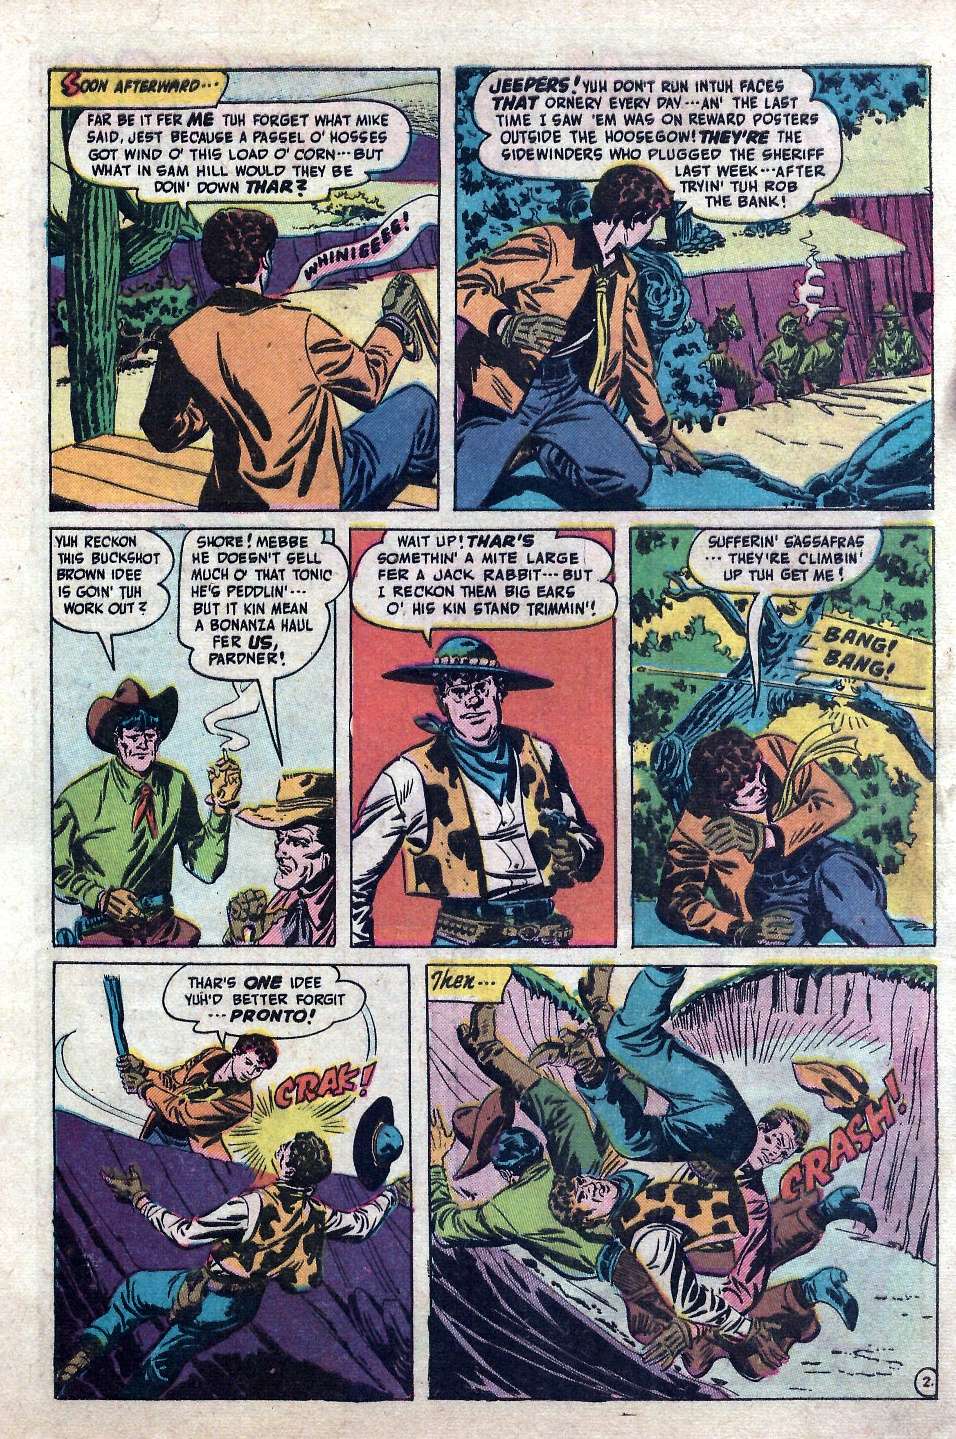 SOON AFTERWARD...
FAR BE IT FER ME TUH FORGET WHAT MIKE
SAID, JEST BECAUSE A PASSEL O' HOSSES
GOT WIND O' THIS LOAD O' CORN--- BUT
WHAT IN SAM HILL WOULD THEY BE
DOIN' DOWN THAR?
WHINIEEEE!
JEEPERS! YUH DON'T RUN INTUH FACES
THAT ORNERY EVERY DAY --- AN' THE LAST
TIME I SAW 'EM WAS ON REWARD POSTERS
OUTSIDE THE HOOSEGOW! THEY'RE THE
SIDEWINDERS WHO PLUGGED THE SHERIFF
LAST WEEK --- AFTER
TRYIN' TUH ROB
THE BANK!
YUH RECKON
THIS BUCKSHOT
BROWN IDEE
IS GOIN' TUH
WORK OUT?
SHORE! MEBBE
HE DOESN'T SELL
MUCH O' THAT TONIC
HE'S PEDDLIN'---
BUT IT KIN MEAN
A BONANZA HAUL
FER US,
PARDNER!
WAIT UP! THAR'S
SOMETHIN' A MITE LARGE
FER A JACK RABBIT--- BUT
I RECKON THEM BIG EARS
O' HIS KIN STAND TRIMMIN'!
SUFFERIN' SASSAFRAS
... THEY'RE CLIMBIN'
UP TUH GET ME!
BANG!
BANG!
THAR'S ONE IDEE
YUH'D BETTER FORGIT
--- PRONTO!
CRAK!
Then---
CRASH!
2.